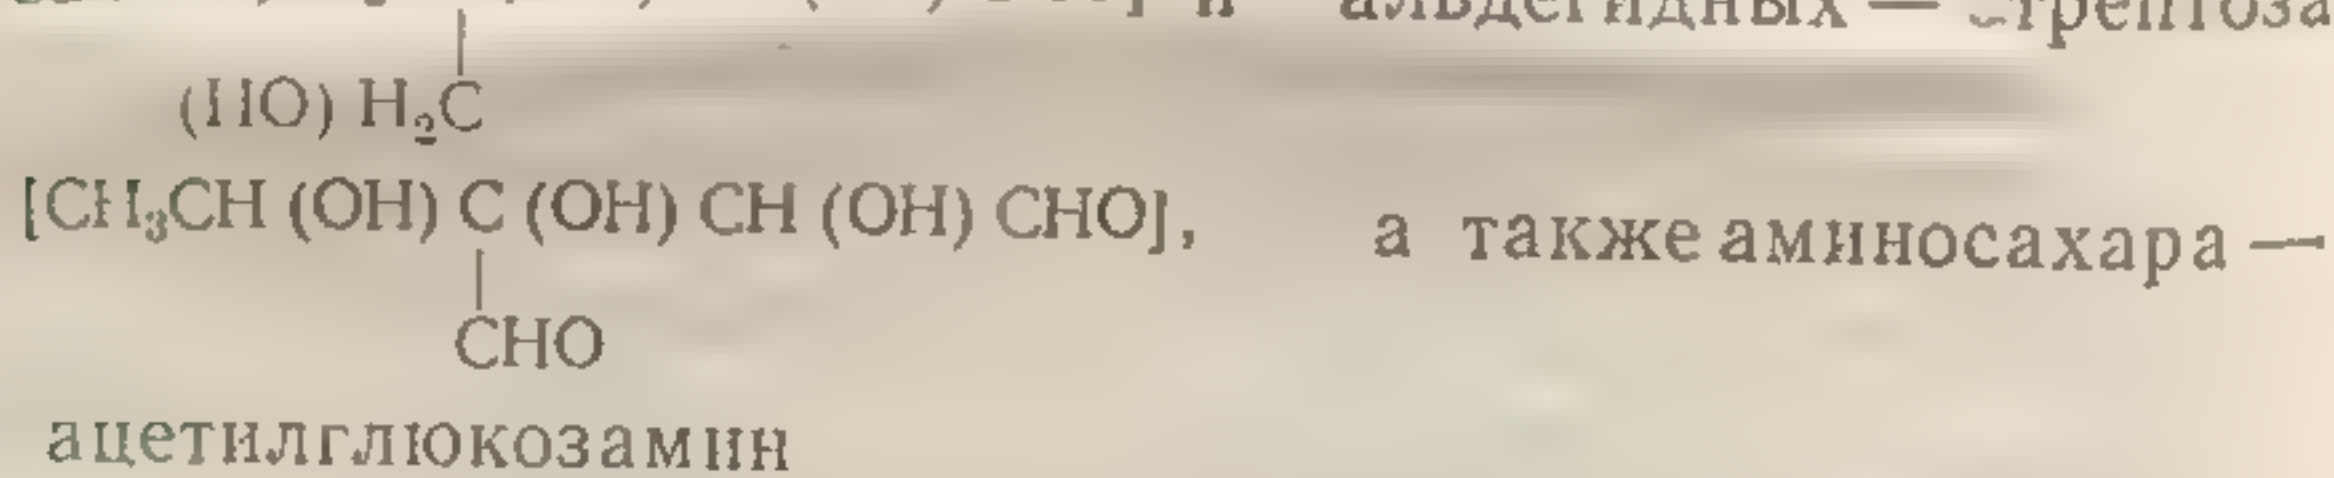 и альдегидных — стрептоза
(HO) H₂C
[CH₃CH (OH) C (OH) CH (OH) CHO], а также аминосахара —
CHO
ацетилглюкозамин